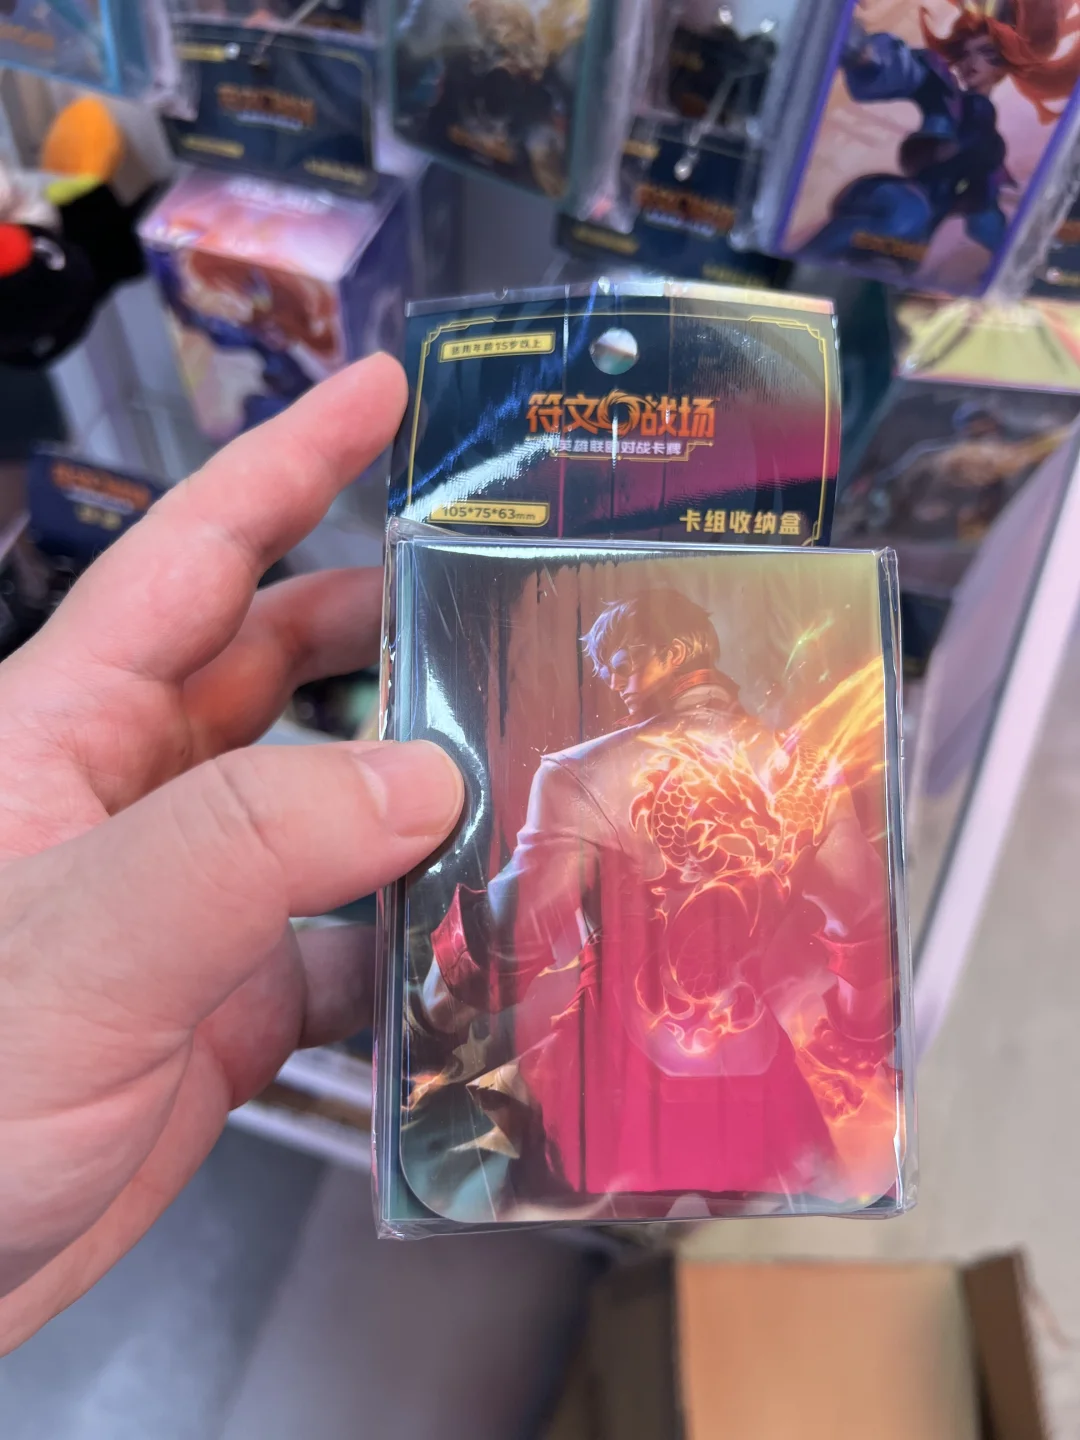 适用年龄15岁以上
符文战场
英雄联盟对战卡牌
105*75*63mm
卡组收纳盒